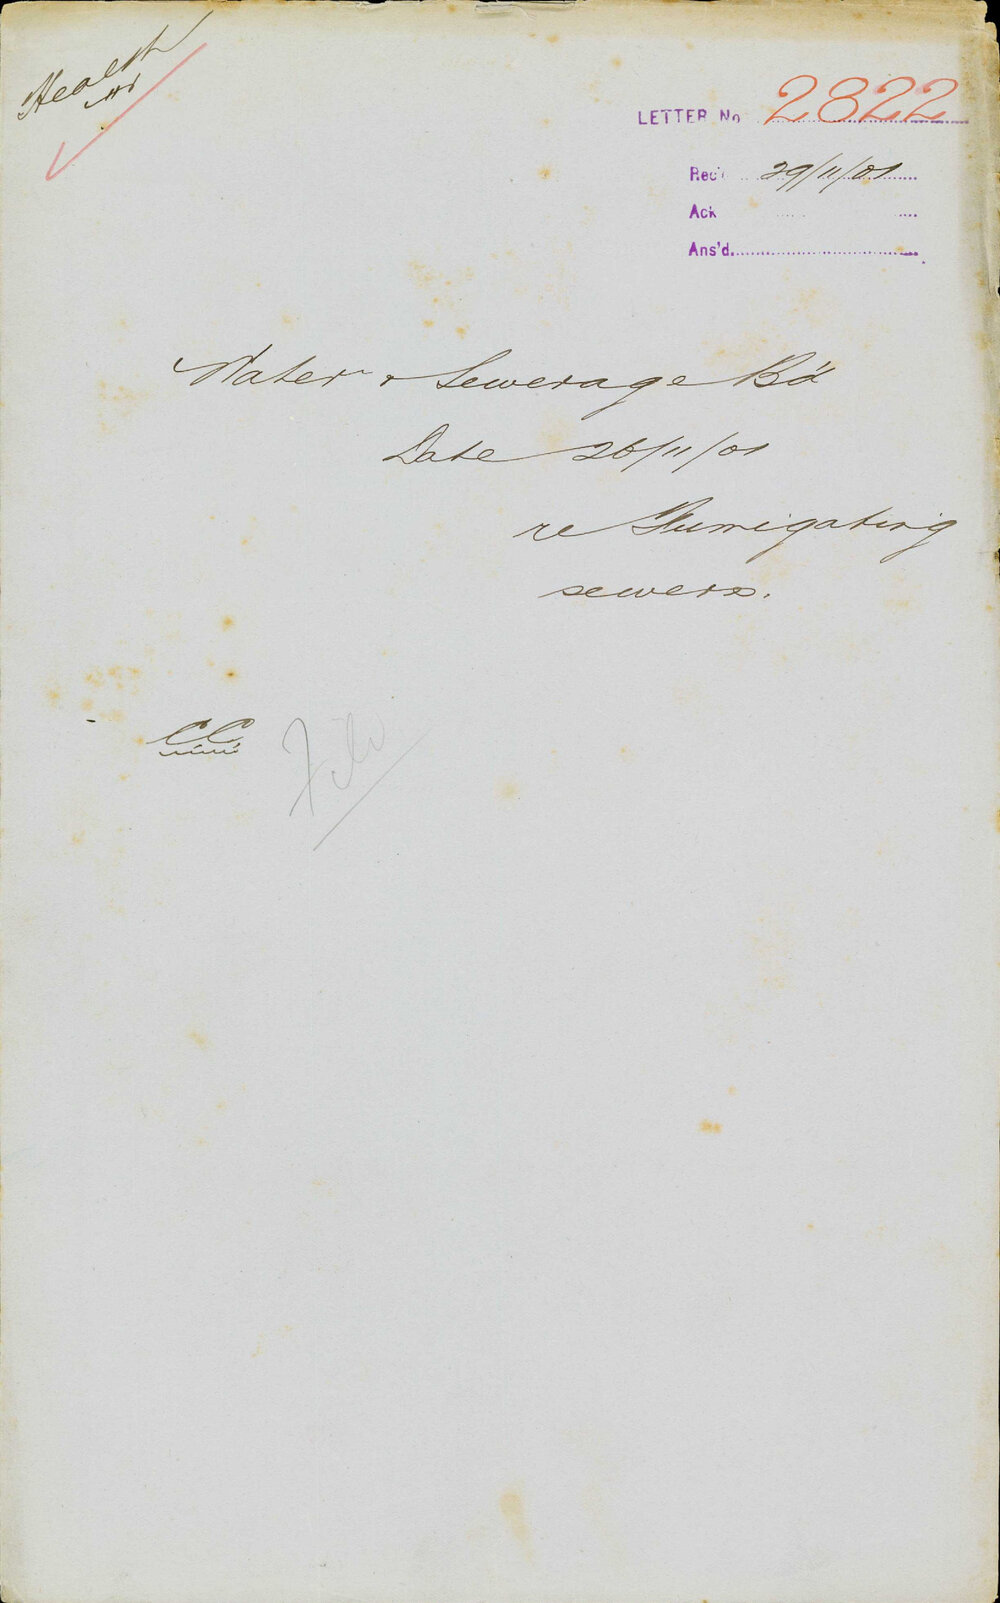 Health
LETTER No 2822
Rec'd 29/11/01
Ack
Ans'd.
Water & Sewerage Bd
Date 26/11/01
re Fumigating
sewers.
CC
File